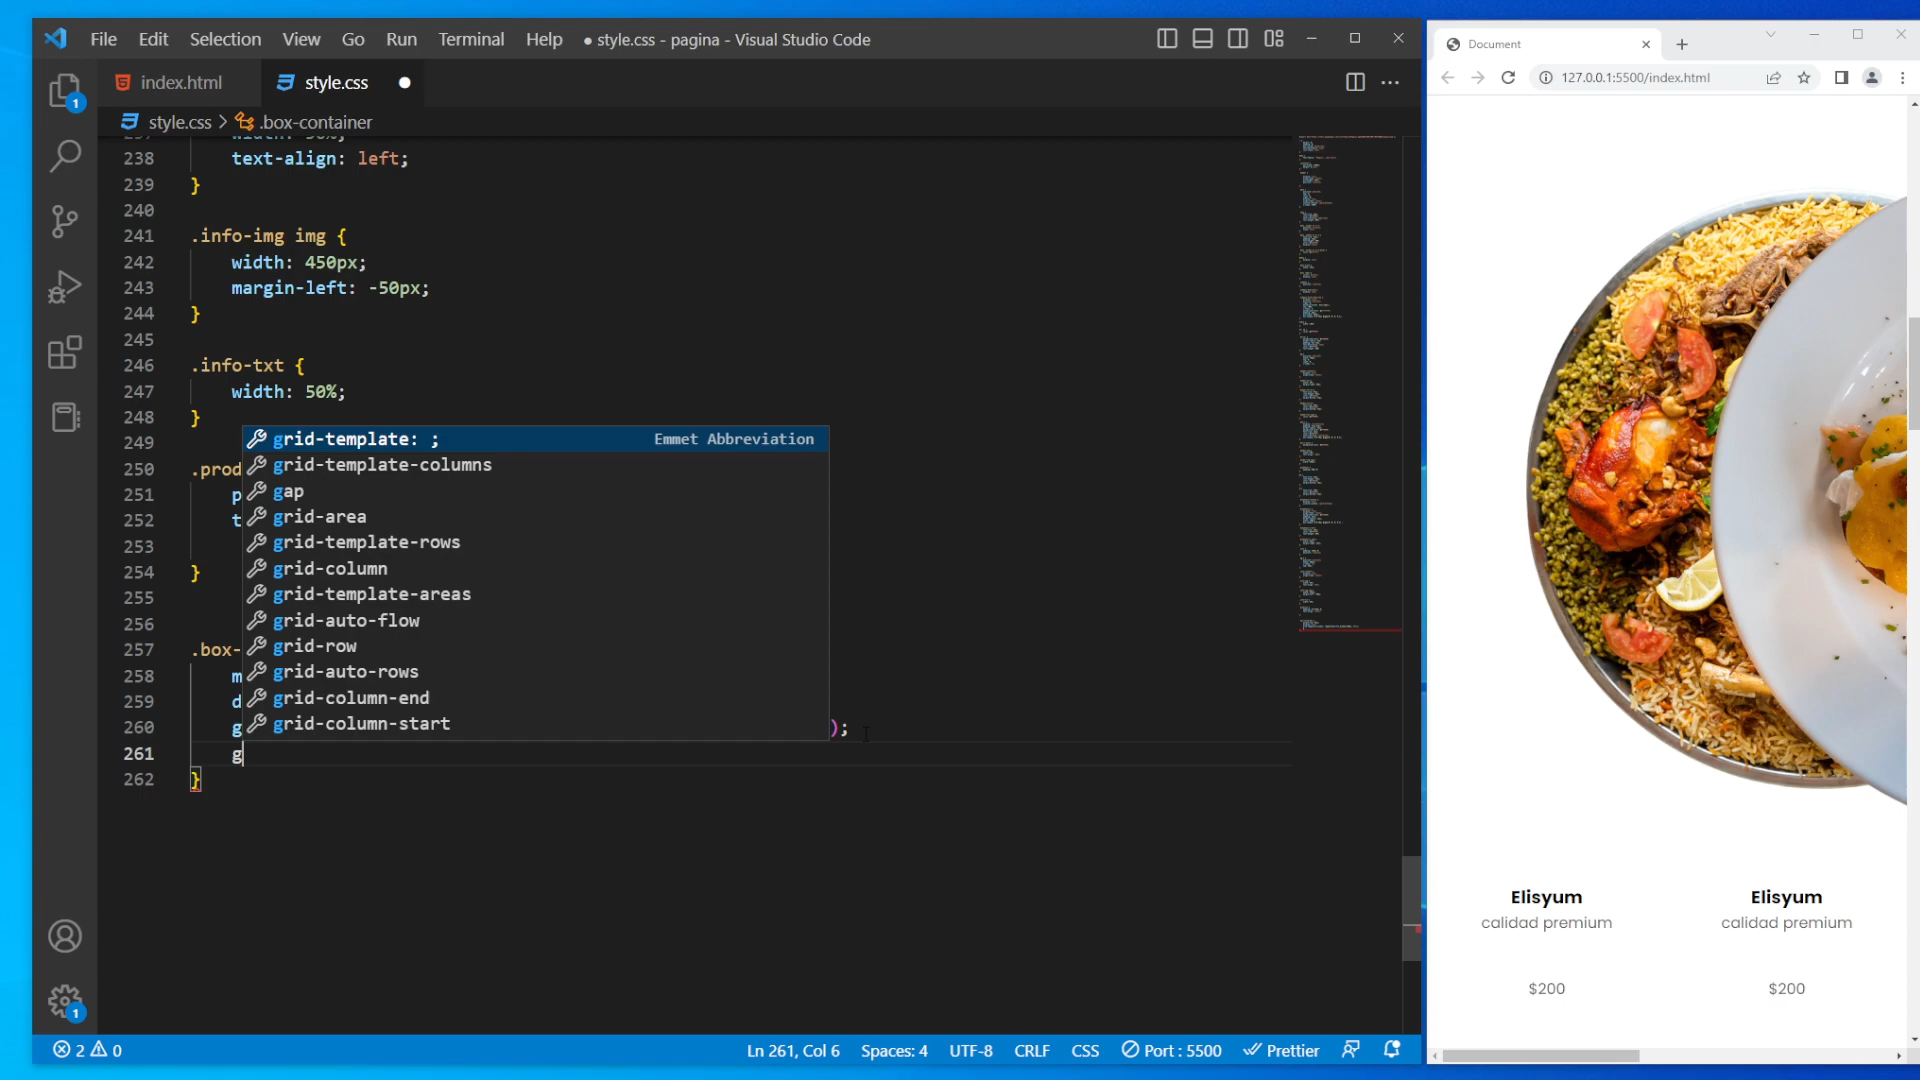 File Edit Selection View Go Run Terminal Help ● style.css - pagina - Visual Studio Code
index.html style.css ●
style.css > .box-container
238 text-align: left;
239 }
240
241 .info-img img {
242 width: 450px;
243 margin-left: -50px;
244 }
245
246 .info-txt {
247 width: 50%;
248 }
249
250 .prod
251 p
252 t
253
254 }
255
256
257 .box-
258 m
259 d
260 g );
261 g
262 }
grid-template: ; Emmet Abbreviation
grid-template-columns
gap
grid-area
grid-template-rows
grid-column
grid-template-areas
grid-auto-flow
grid-row
grid-auto-rows
grid-column-end
grid-column-start
1
1
2 0 Ln 261, Col 6 Spaces: 4 UTF-8 CRLF CSS Port : 5500 Prettier
Document
127.0.0.1:5500/index.html
Elisyum Elisyum
calidad premium calidad premium
$200 $200